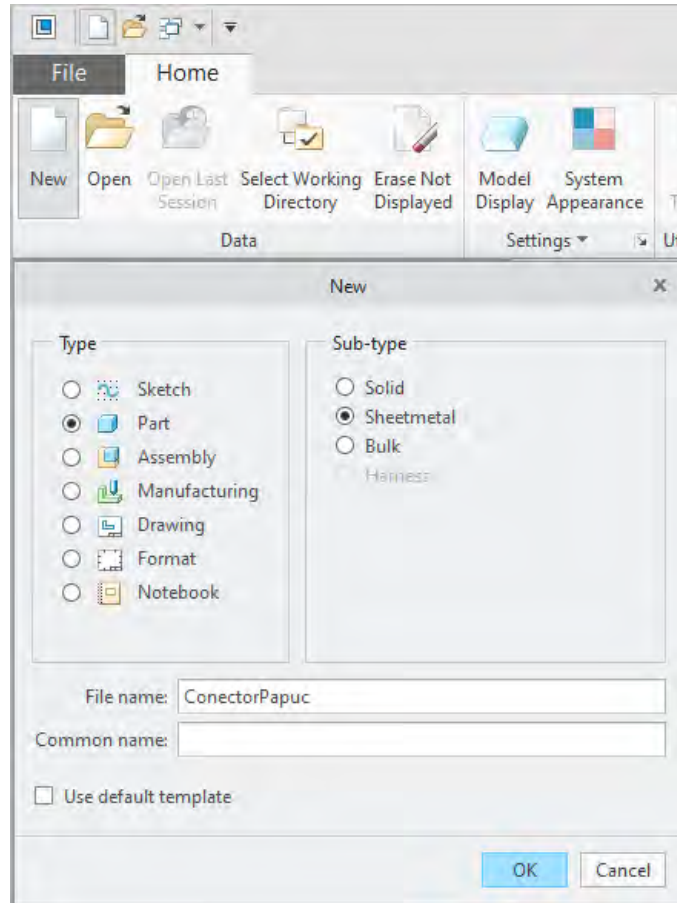 File Home
New Open Open Last Select Working Erase Not Model System
Session Directory Displayed Display Appearance
Data Settings
New
Type Sub-type
Sketch Solid
Part Sheetmetal
Assembly Bulk
Manufacturing Harness
Drawing
Format
Notebook
File name: ConectorPapuc
Common name:
Use default template
OK Cancel